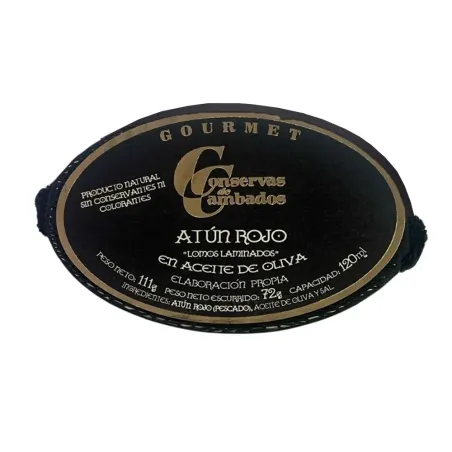 GOURMET
Conservas
de
Cambados
PRODUCTO NATURAL
SIN CONSERVANTES NI
COLORANTES
ATÚN ROJO
"LOMOS LAMINADOS"
EN ACEITE DE OLIVA
ELABORACIÓN PROPIA
PESO NETO: 111g PESO NETO ESCURRIDO: 72g CAPACIDAD: 120ml
INGREDIENTES: ATÚN ROJO (PESCADO), ACEITE DE OLIVA Y SAL